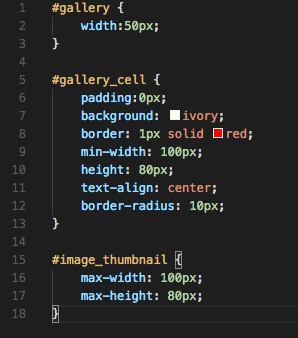 1 #gallery {
2     width:50px;
3 }
4
5 #gallery_cell {
6     padding:0px;
7     background: ivory;
8     border: 1px solid red;
9     min-width: 100px;
10     height: 80px;
11     text-align: center;
12     border-radius: 10px;
13 }
14
15 #image_thumbnail {
16     max-width: 100px;
17     max-height: 80px;
18 }